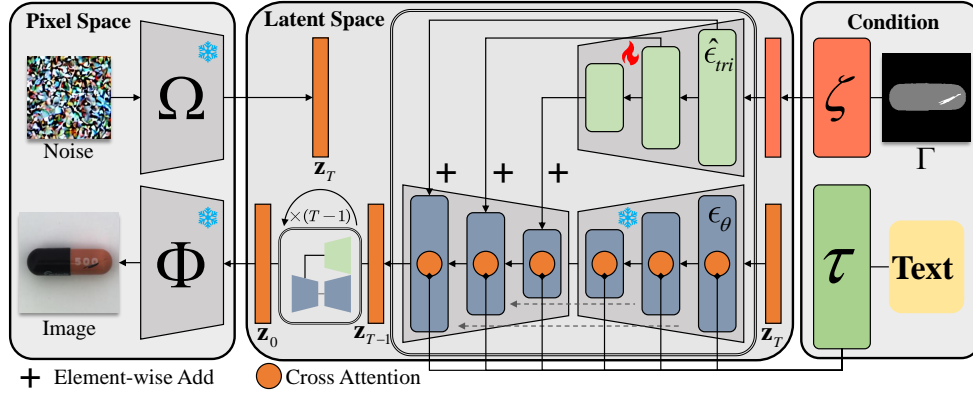 Pixel Space
Latent Space
Condition
Noise
Ω
z_T
ε̂_tri
ζ
Γ
+ + +
×(T−1)
ε_θ
Φ
500
Image
z_0
z_{T−1}
z_T
τ
Text
+ Element-wise Add
Cross Attention